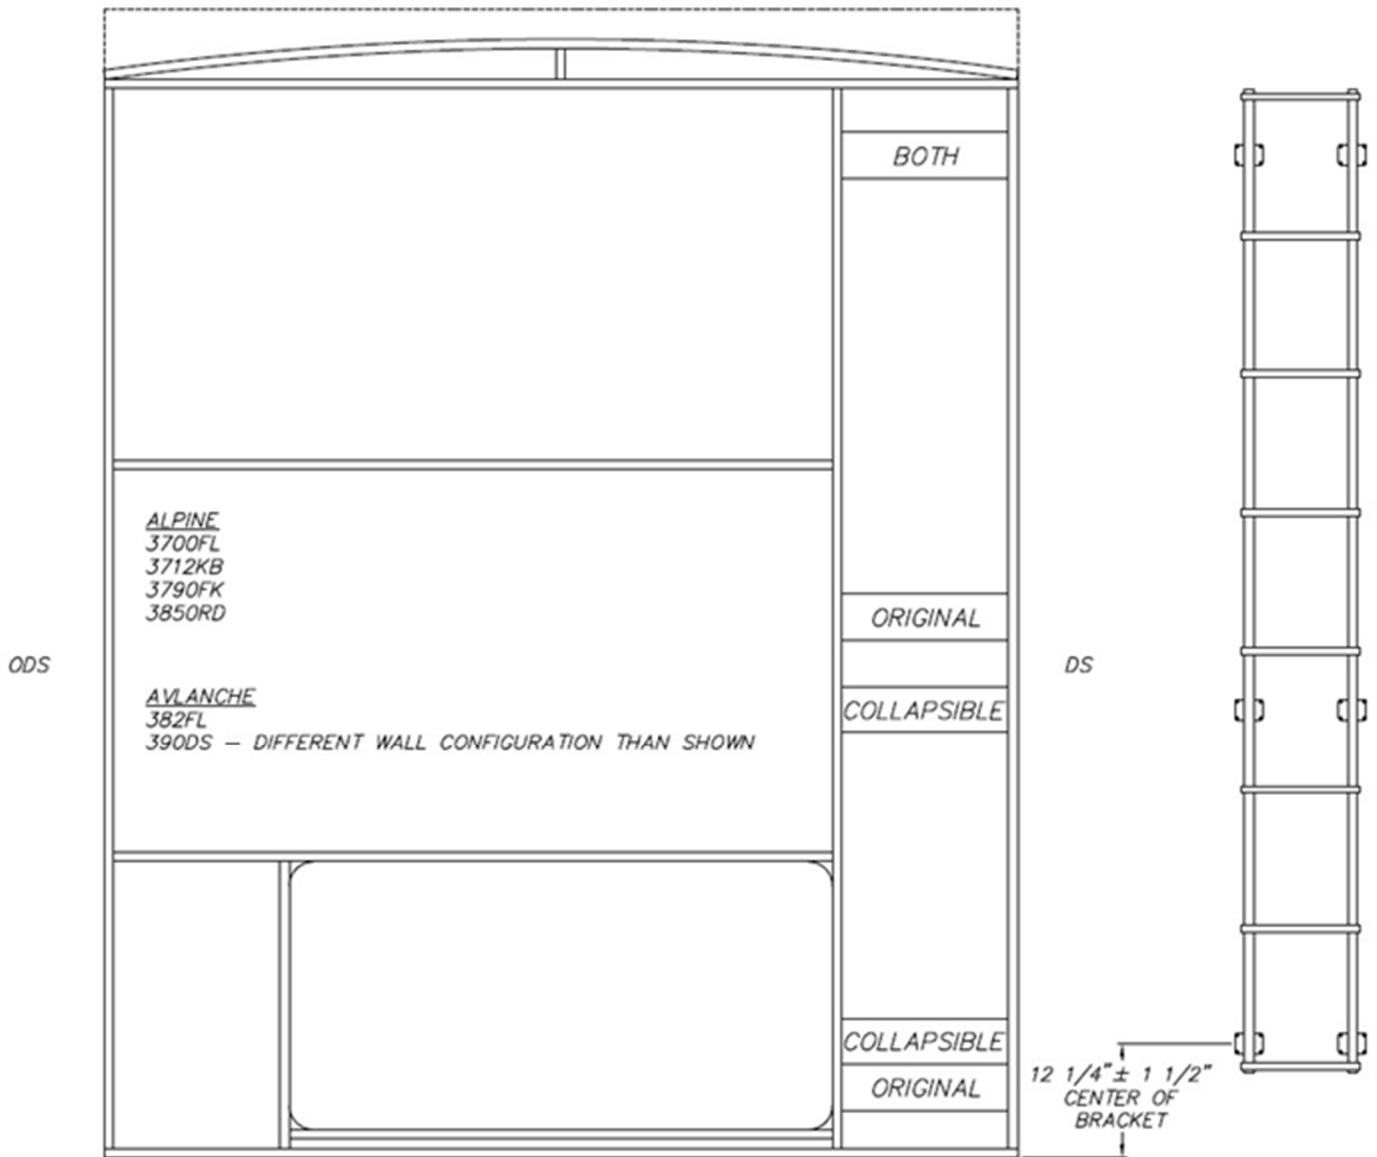 BOTH
ALPINE
3700FL
3712KB
3790FK
3850RD
ORIGINAL
ODS
DS
AVLANCHE
382FL
390DS – DIFFERENT WALL CONFIGURATION THAN SHOWN
COLLAPSIBLE
COLLAPSIBLE
ORIGINAL
12 1/4"± 1 1/2"
CENTER OF
BRACKET